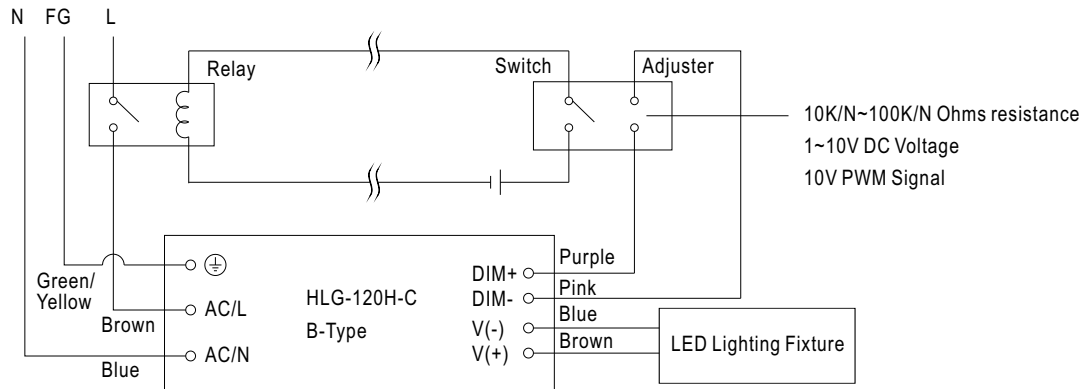 N FG L
Relay
Switch
Adjuster
10K/N~100K/N Ohms resistance
1~10V DC Voltage
10V PWM Signal
Green/
Yellow
Brown
Blue
AC/L
AC/N
HLG-120H-C
B-Type
DIM+
DIM-
V(-)
V(+)
Purple
Pink
Blue
Brown
LED Lighting Fixture